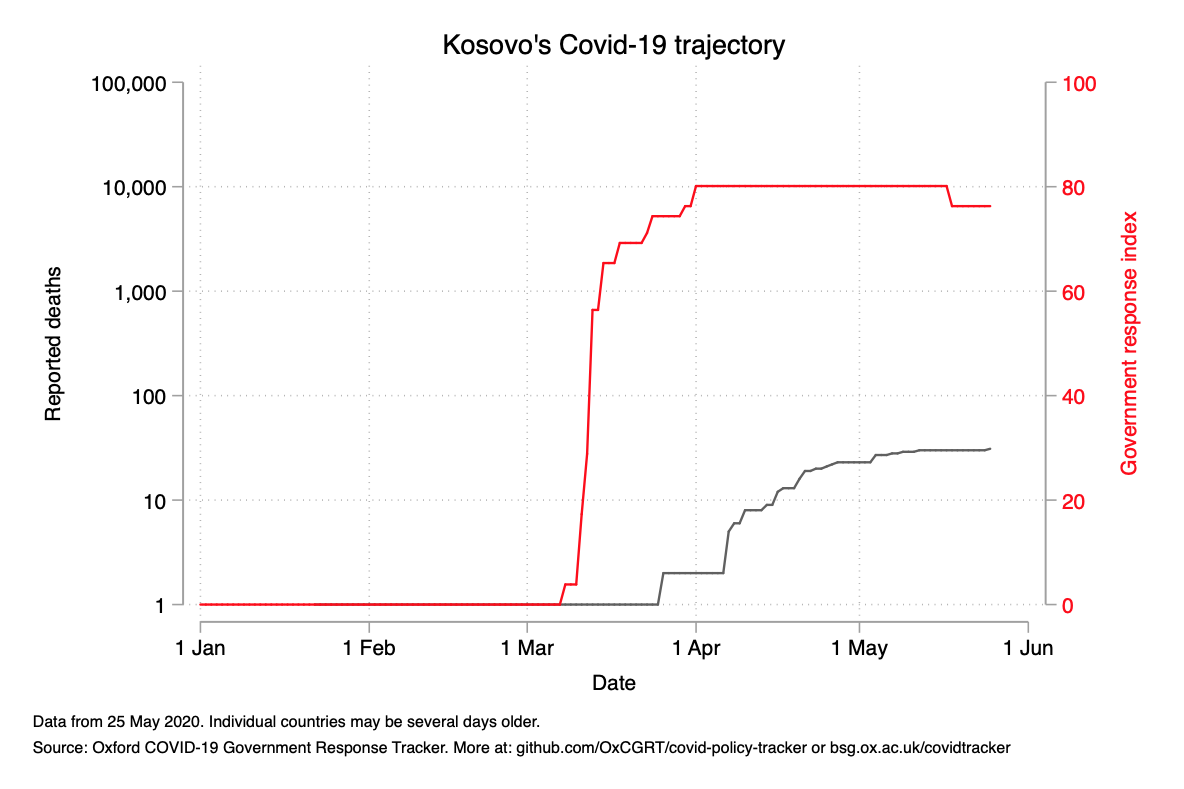 Kosovo's Covid-19 trajectory
100,000
10,000
1,000
100
10
1
Reported deaths
100
80
60
40
20
0
Government response index
1 Jan
1 Feb
1 Mar
1 Apr
1 May
1 Jun
Date
Data from 25 May 2020. Individual countries may be several days older.
Source: Oxford COVID-19 Government Response Tracker. More at: github.com/OxCGRT/covid-policy-tracker or bsg.ox.ac.uk/covidtracker